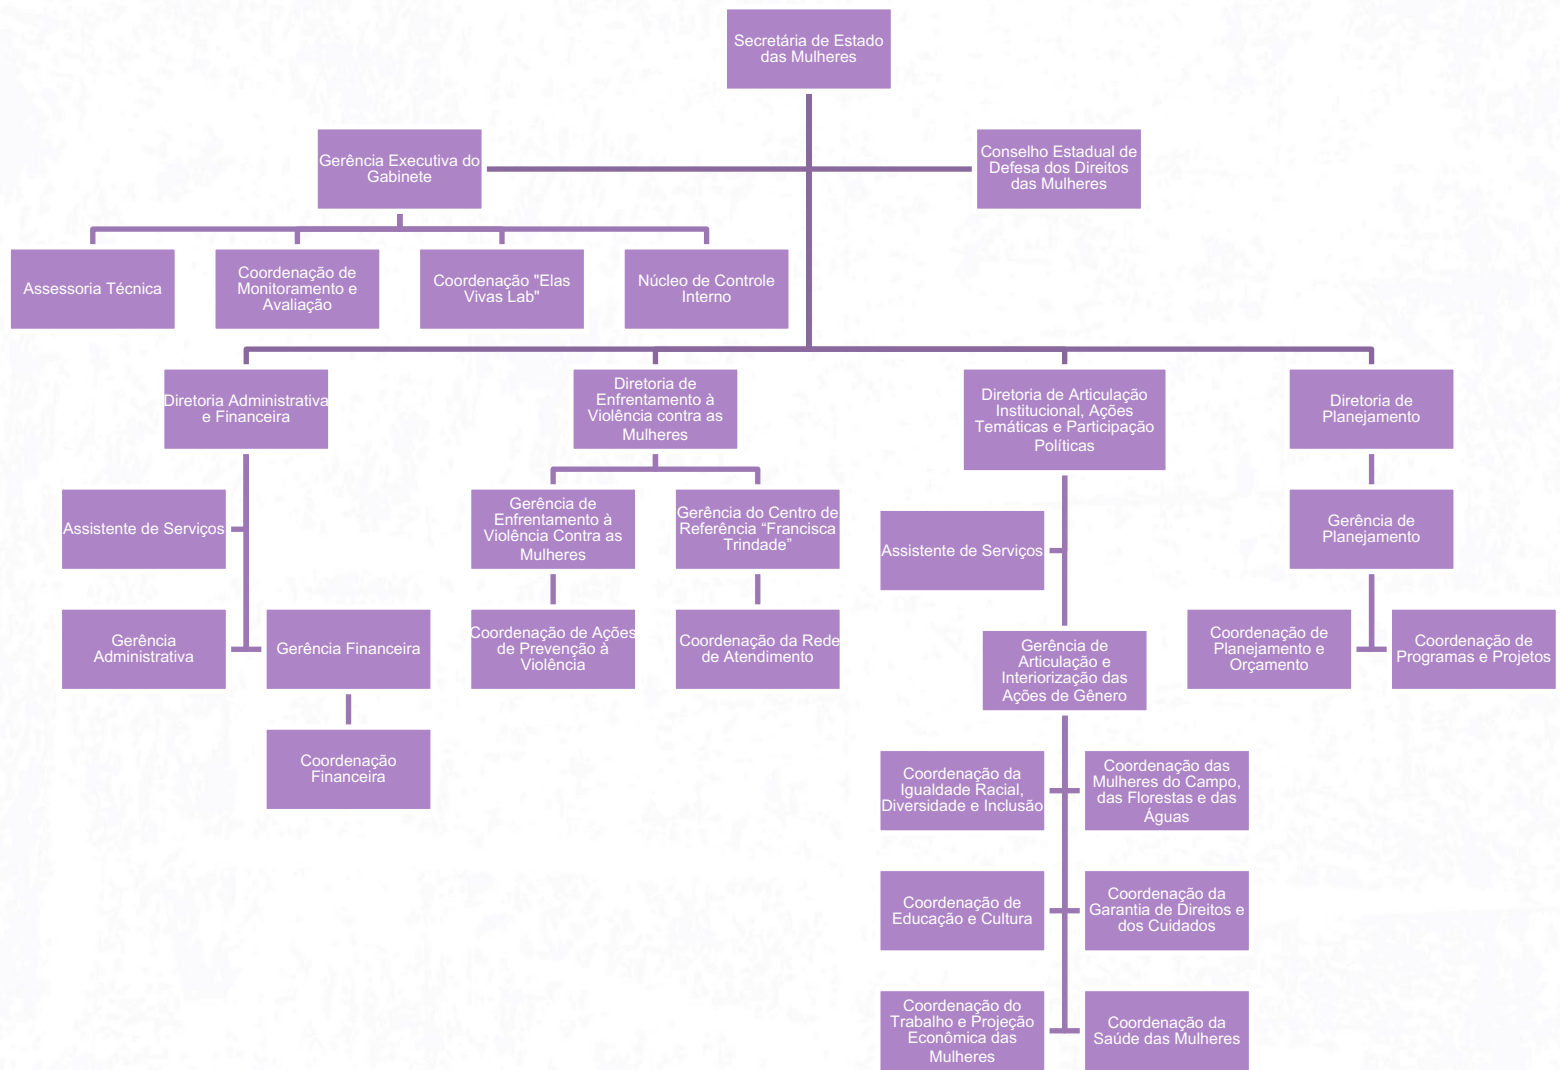 Secretária de Estado
das Mulheres
Gerência Executiva do
Gabinete
Conselho Estadual de
Defesa dos Direitos
das Mulheres
Assessoria Técnica
Coordenação de
Monitoramento e
Avaliação
Coordenação "Elas
Vivas Lab"
Núcleo de Controle
Interno
Diretoria Administrativa
e Financeira
Diretoria de
Enfrentamento à
Violência contra as
Mulheres
Diretoria de Articulação
Institucional, Ações
Temáticas e Participação
Políticas
Diretoria de
Planejamento
Assistente de Serviços
Gerência de
Enfrentamento à
Violência Contra as
Mulheres
Gerência do Centro de
Referência “Francisca
Trindade”
Assistente de Serviços
Gerência de
Planejamento
Gerência
Administrativa
Gerência Financeira
Coordenação de Ações
de Prevenção à
Violência
Coordenação da Rede
de Atendimento
Gerência de
Articulação e
Interiorização das
Ações de Gênero
Coordenação de
Planejamento e
Orçamento
Coordenação de
Programas e Projetos
Coordenação
Financeira
Coordenação da
Igualdade Racial,
Diversidade e Inclusão
Coordenação das
Mulheres do Campo,
das Florestas e das
Águas
Coordenação de
Educação e Cultura
Coordenação da
Garantia de Direitos e
dos Cuidados
Coordenação do
Trabalho e Projeção
Econômica das
Mulheres
Coordenação da
Saúde das Mulheres